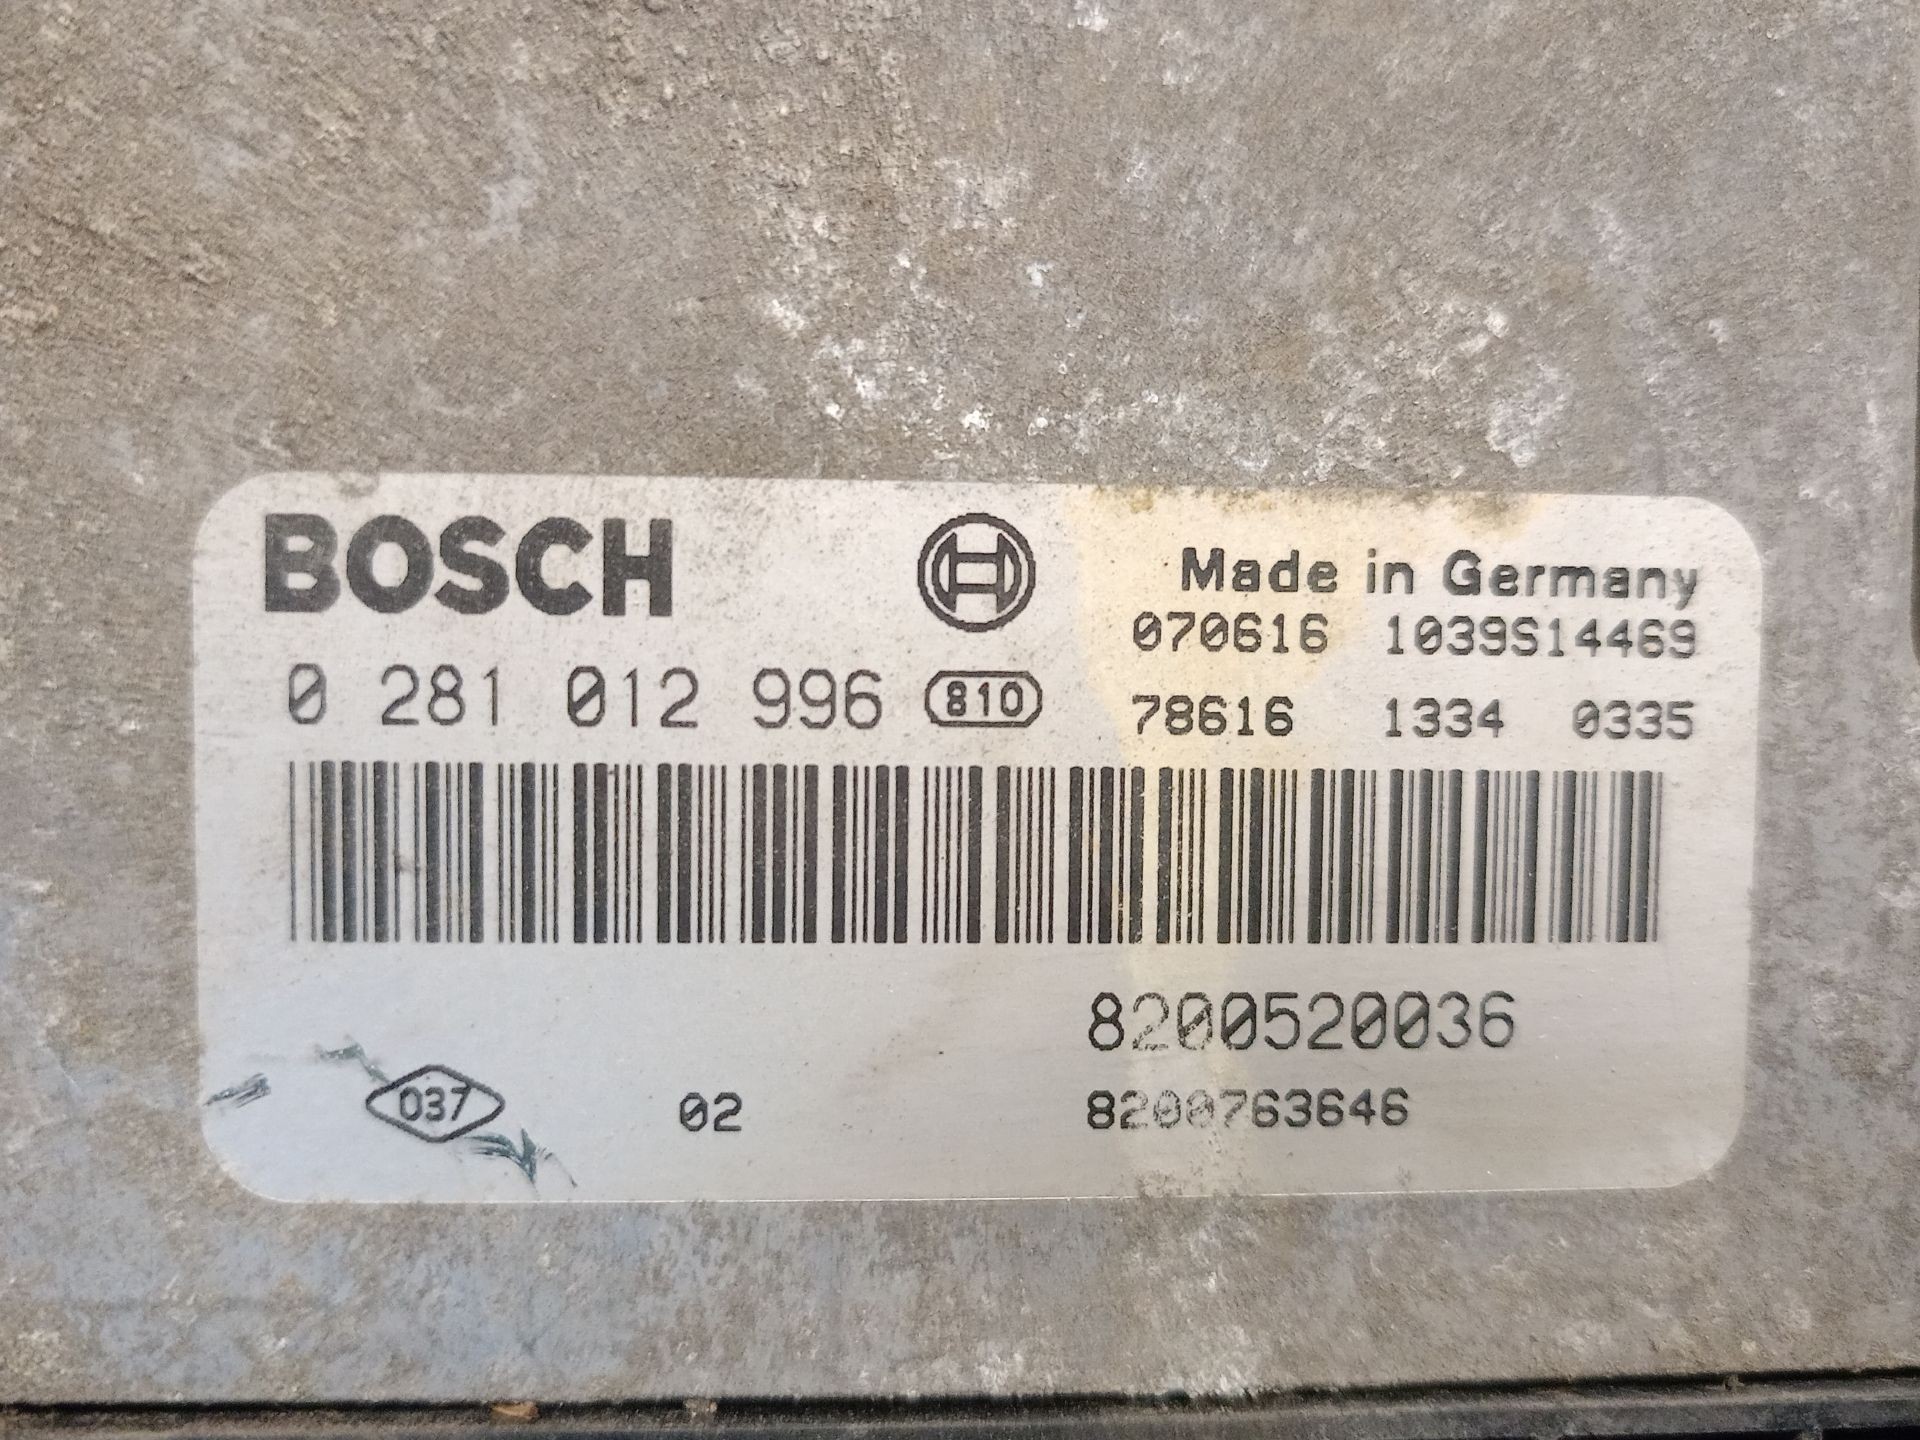 BOSCH
Made in Germany
070616 1039S14469
0 281 012 996 810
78616 1334 0335
8200520036
037 02 8200763646